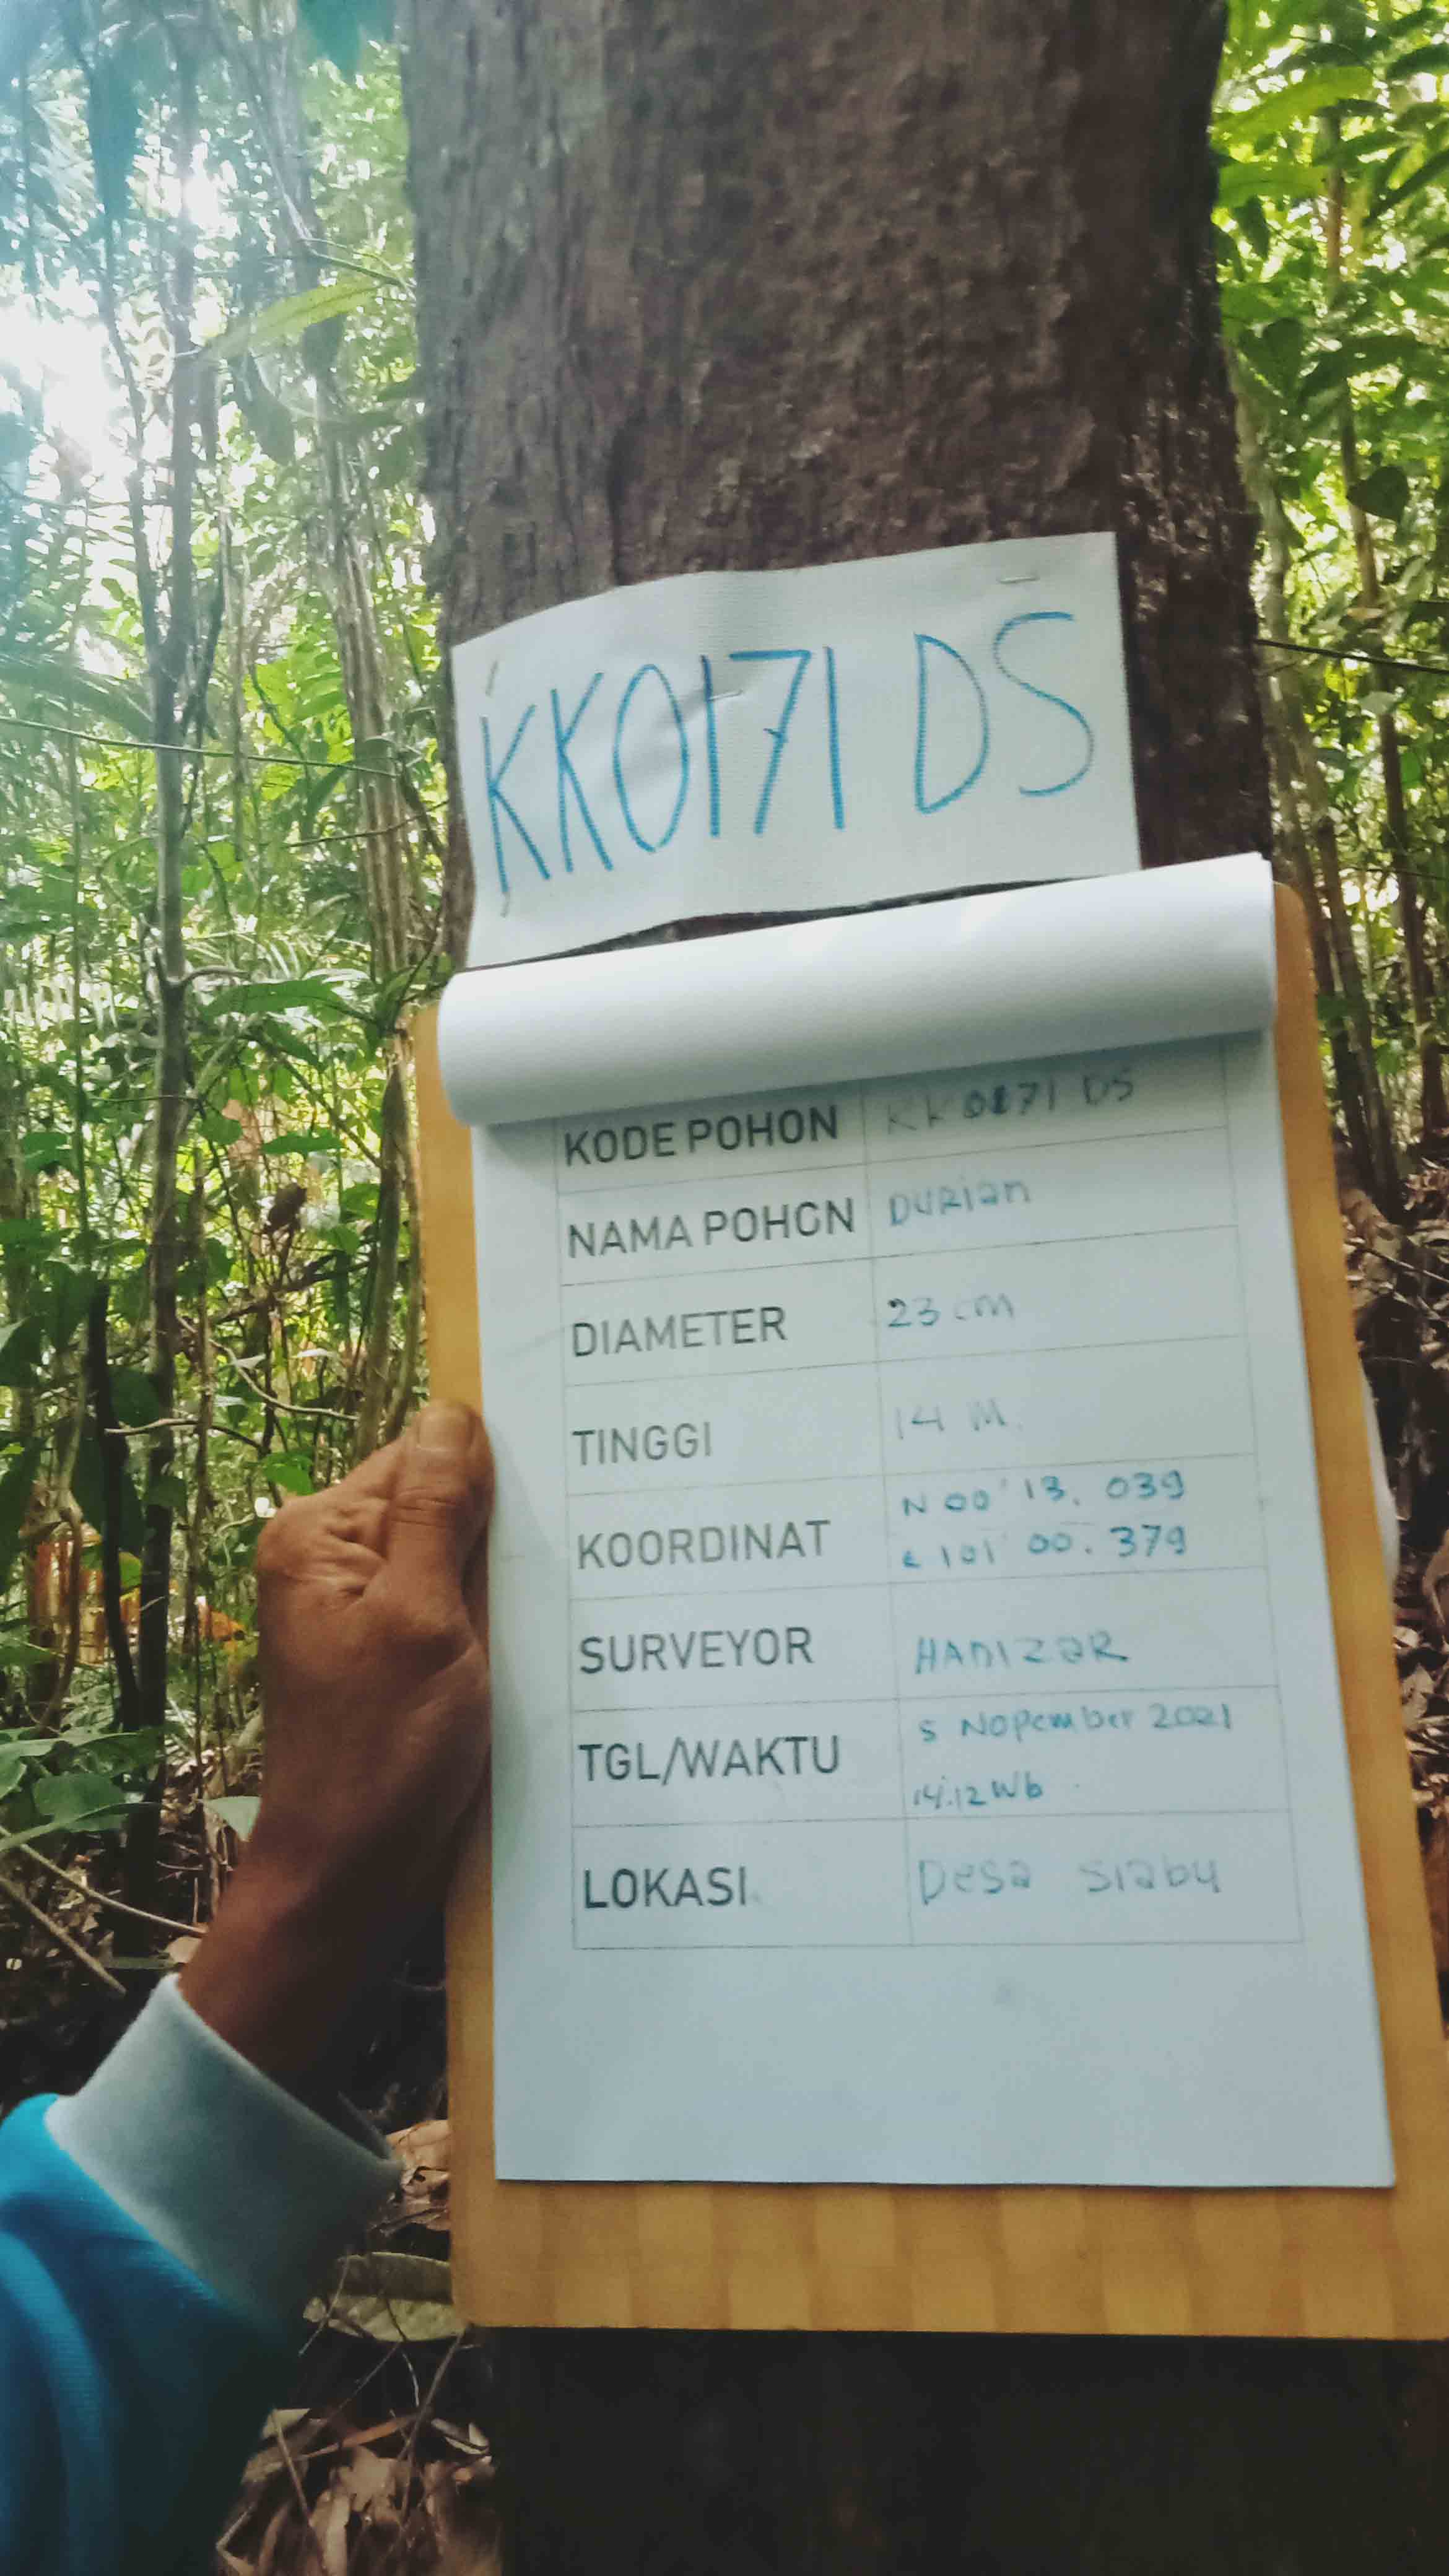 KK0171 DS
KODE POHON KK0171 DS
NAMA POHON Durian
DIAMETER 23 cm
TINGGI 14 M.
KOORDINAT N 00' 13. 039
E 101' 00. 379
SURVEYOR HADIZAR
TGL/WAKTU 5 Nopember 2021
14.12 Wb
LOKASI Desa Siabu